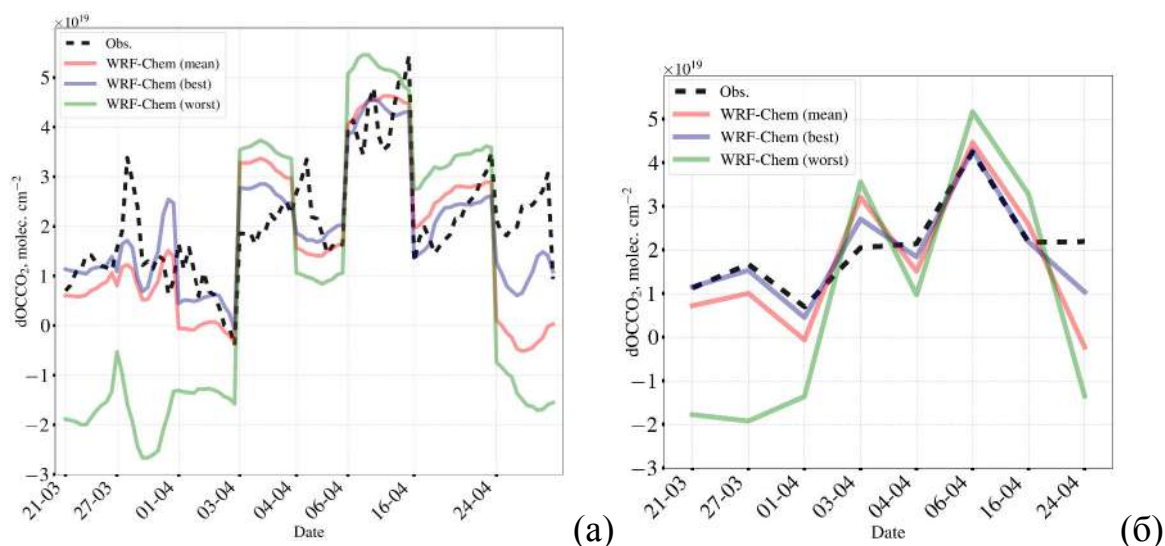 ×10¹⁹
Obs.
WRF-Chem (mean)
WRF-Chem (best)
WRF-Chem (worst)
dOCCO₂, molec. cm⁻²
5
4
3
2
1
0
−1
−2
−3
21-03
27-03
01-04
03-04
04-04
06-04
16-04
24-04
Date
(а)
×10¹⁹
Obs.
WRF-Chem (mean)
WRF-Chem (best)
WRF-Chem (worst)
dOCCO₂, molec. cm⁻²
5
4
3
2
1
0
−1
−2
−3
21-03
27-03
01-04
03-04
04-04
06-04
16-04
24-04
Date
(б)